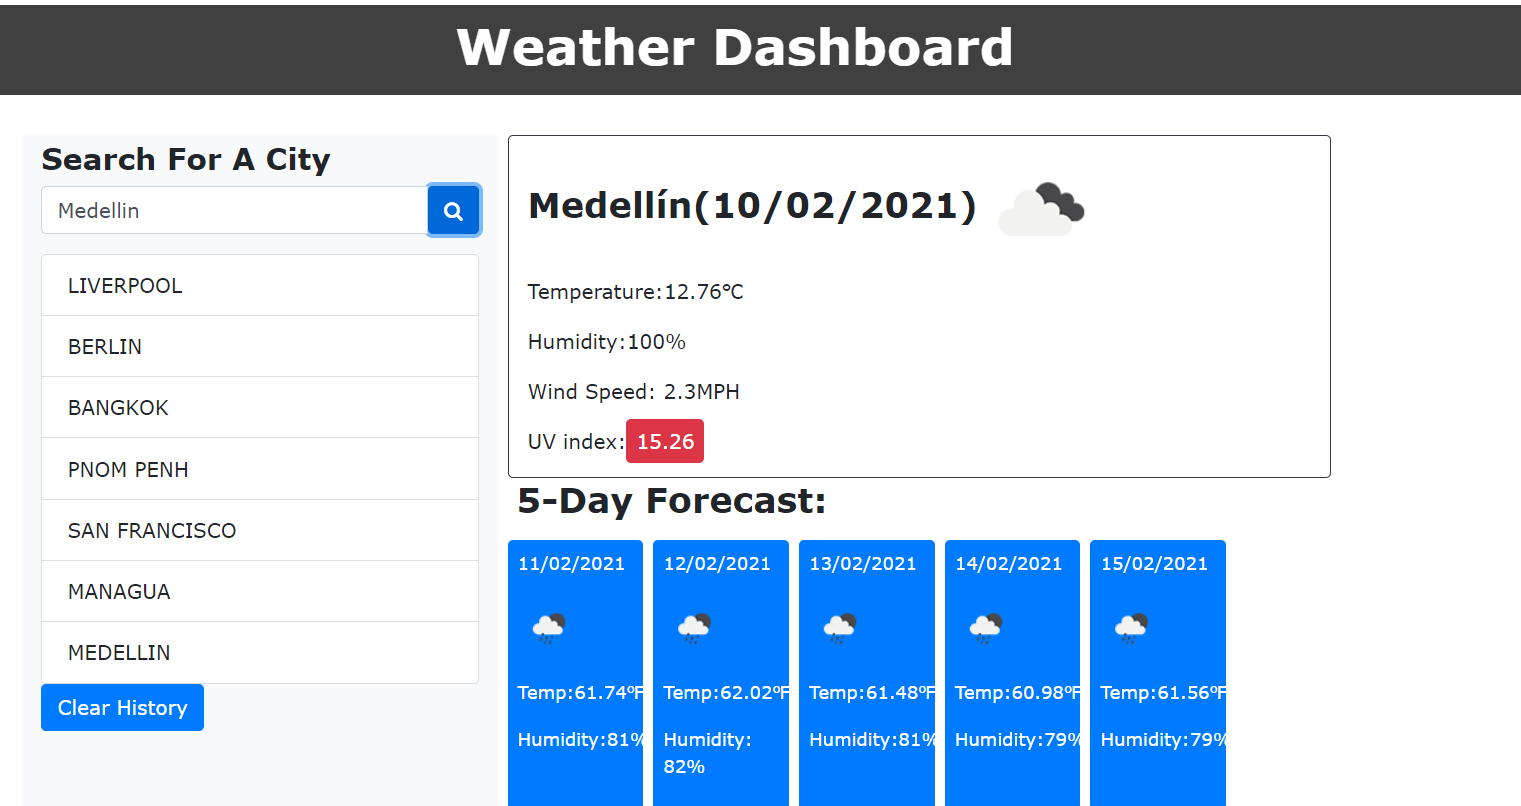 Weather Dashboard
Search For A City
Medellin
LIVERPOOL
BERLIN
BANGKOK
PNOM PENH
SAN FRANCISCO
MANAGUA
MEDELLIN
Clear History
Medellín(10/02/2021)
Temperature:12.76°C
Humidity:100%
Wind Speed: 2.3MPH
UV index:15.26
5-Day Forecast:
11/02/2021
Temp:61.74ºF
Humidity:81%
12/02/2021
Temp:62.02ºF
Humidity:
82%
13/02/2021
Temp:61.48ºF
Humidity:81%
14/02/2021
Temp:60.98ºF
Humidity:79%
15/02/2021
Temp:61.56ºF
Humidity:79%